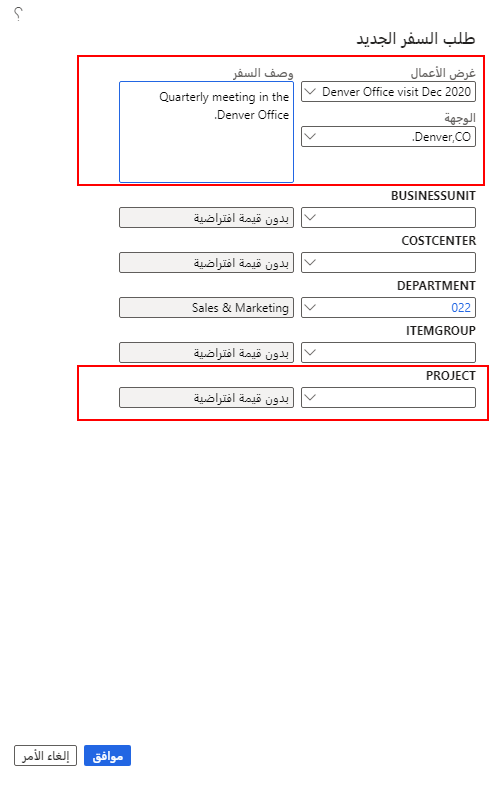 ؟
طلب السفر الجديد
غرض الأعمال
Denver Office visit Dec 2020
الوجهة
Denver,CO.
وصف السفر
Quarterly meeting in the
Denver Office.
BUSINESSUNIT
بدون قيمة افتراضية
COSTCENTER
بدون قيمة افتراضية
DEPARTMENT
022
Sales & Marketing
ITEMGROUP
بدون قيمة افتراضية
PROJECT
بدون قيمة افتراضية
موافق
إلغاء الأمر